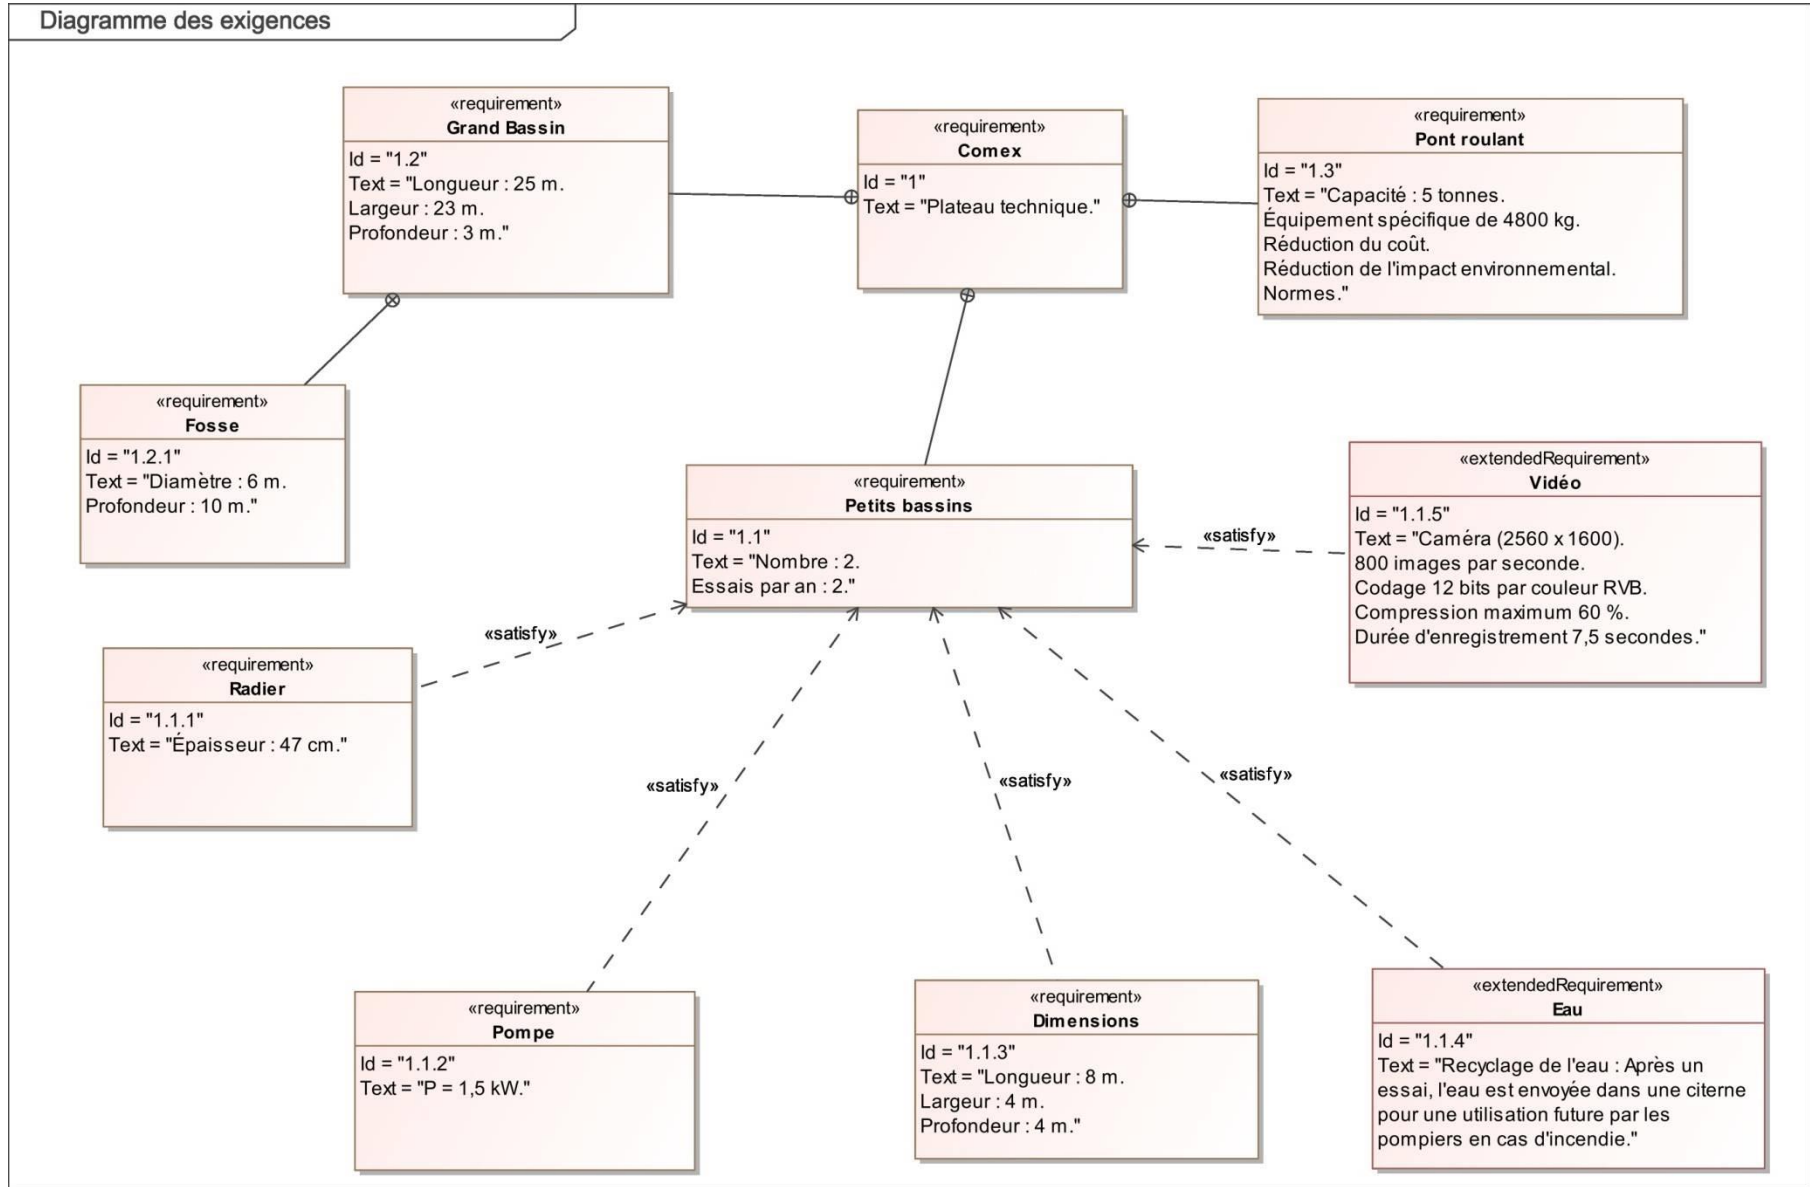 Diagramme des exigences
«requirement»
Grand Bassin
Id = "1.2"
Text = "Longueur : 25 m.
Largeur : 23 m.
Profondeur : 3 m."
«requirement»
Comex
Id = "1"
Text = "Plateau technique."
«requirement»
Pont roulant
Id = "1.3"
Text = "Capacité : 5 tonnes.
Équipement spécifique de 4800 kg.
Réduction du coût.
Réduction de l'impact environnemental.
Normes."
«requirement»
Fosse
Id = "1.2.1"
Text = "Diamètre : 6 m.
Profondeur : 10 m."
«requirement»
Petits bassins
Id = "1.1"
Text = "Nombre : 2.
Essais par an : 2."
«satisfy»
«extendedRequirement»
Vidéo
Id = "1.1.5"
Text = "Caméra (2560 x 1600).
800 images par seconde.
Codage 12 bits par couleur RVB.
Compression maximum 60 %.
Durée d'enregistrement 7,5 secondes."
«satisfy»
«requirement»
Radier
Id = "1.1.1"
Text = "Épaisseur : 47 cm."
«satisfy»
«satisfy»
«satisfy»
«requirement»
Pompe
Id = "1.1.2"
Text = "P = 1,5 kW."
«requirement»
Dimensions
Id = "1.1.3"
Text = "Longueur : 8 m.
Largeur : 4 m.
Profondeur : 4 m."
«extendedRequirement»
Eau
Id = "1.1.4"
Text = "Recyclage de l'eau : Après un
essai, l'eau est envoyée dans une citerne
pour une utilisation future par les
pompiers en cas d'incendie."